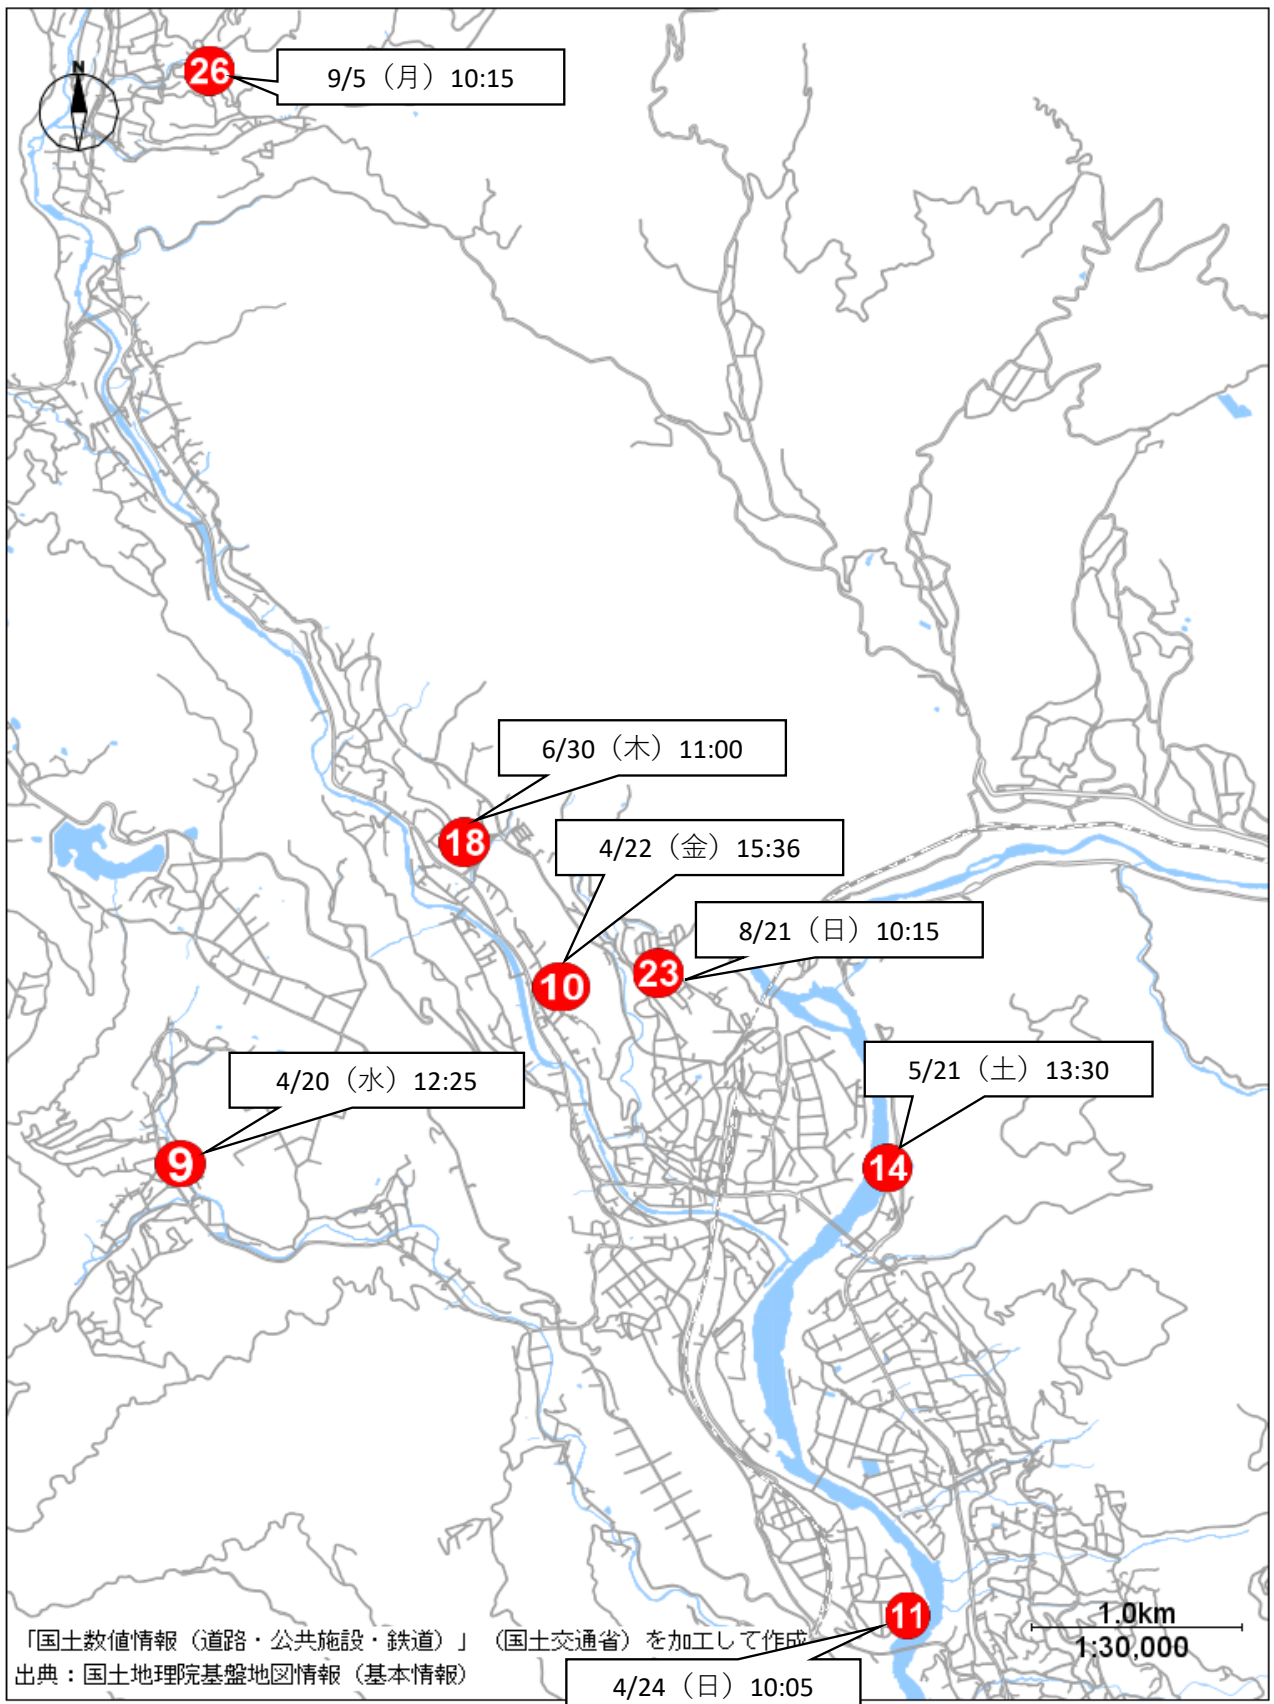 26
9/5（月）10:15
N
6/30（木）11:00
18
4/22（金）15:36
8/21（日）10:15
23
10
5/21（土）13:30
4/20（水）12:25
9
14
11
1.0km
1:30,000
「国土数値情報（道路・公共施設・鉄道）」（国土交通省）を加工して作成
出典：国土地理院基盤地図情報（基本情報）
4/24（日）10:05